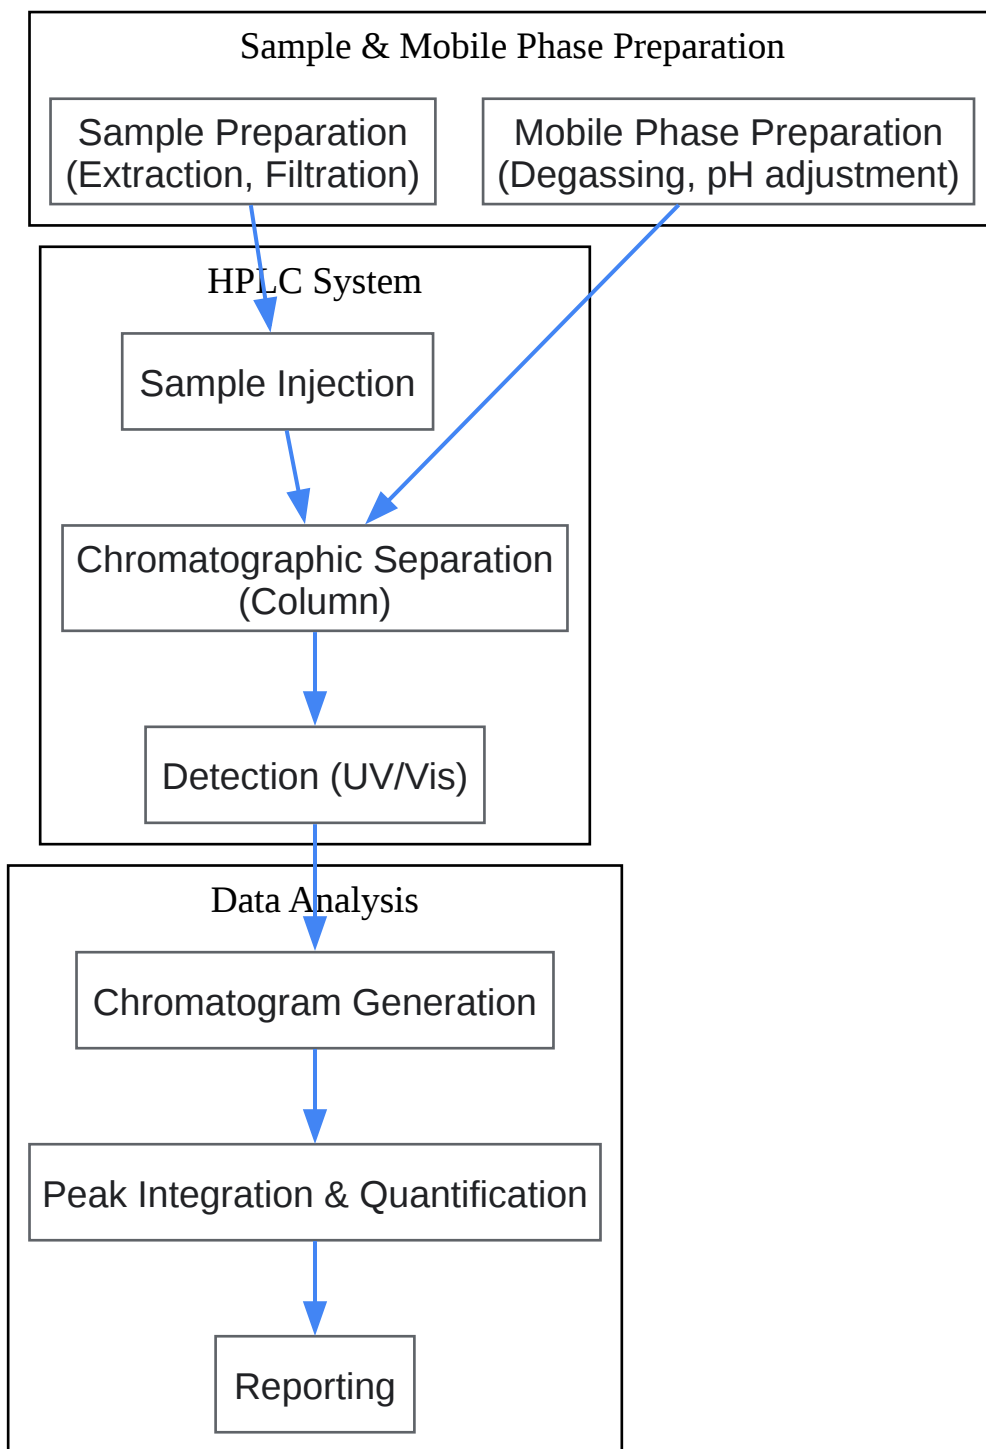 Sample & Mobile Phase Preparation
Sample Preparation
(Extraction, Filtration)
Mobile Phase Preparation
(Degassing, pH adjustment)
HPLC System
Sample Injection
Chromatographic Separation
(Column)
Detection (UV/Vis)
Data Analysis
Chromatogram Generation
Peak Integration & Quantification
Reporting